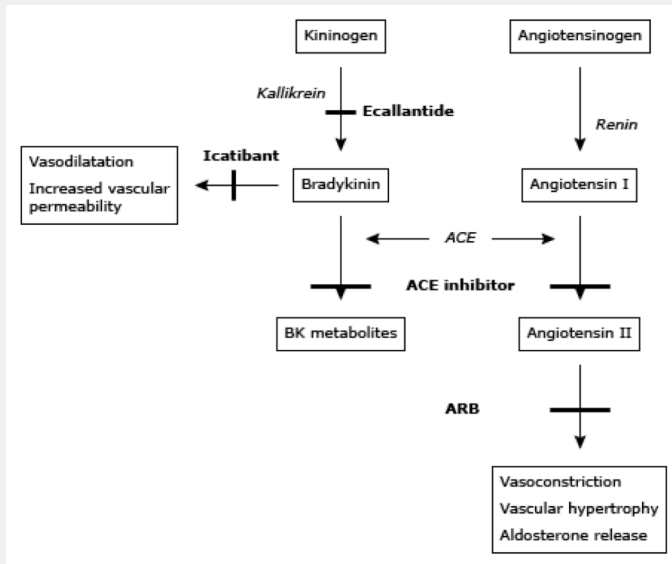 Kininogen
Angiotensinogen
Kallikrein
Ecallantide
Renin
Icatibant
Vasodilatation
Increased vascular
permeability
Bradykinin
Angiotensin I
ACE
ACE inhibitor
BK metabolites
Angiotensin II
ARB
Vasoconstriction
Vascular hypertrophy
Aldosterone release